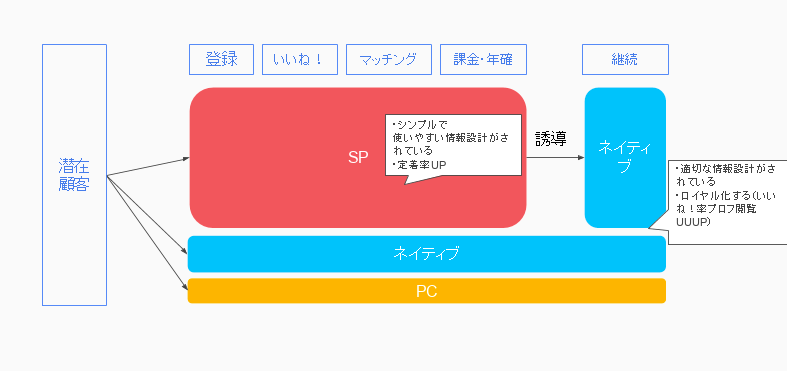 登録
いいね！
マッチング
課金・年確
継続
潜在
顧客
SP
・シンプルで
使いやすい情報設計がさ
れている
・定着率UP
誘導
ネイティ
ブ
・適切な情報設計がさ
れている
・ロイヤル化する(いい
ね！率プロフ閲覧
UUUP)
ネイティブ
PC